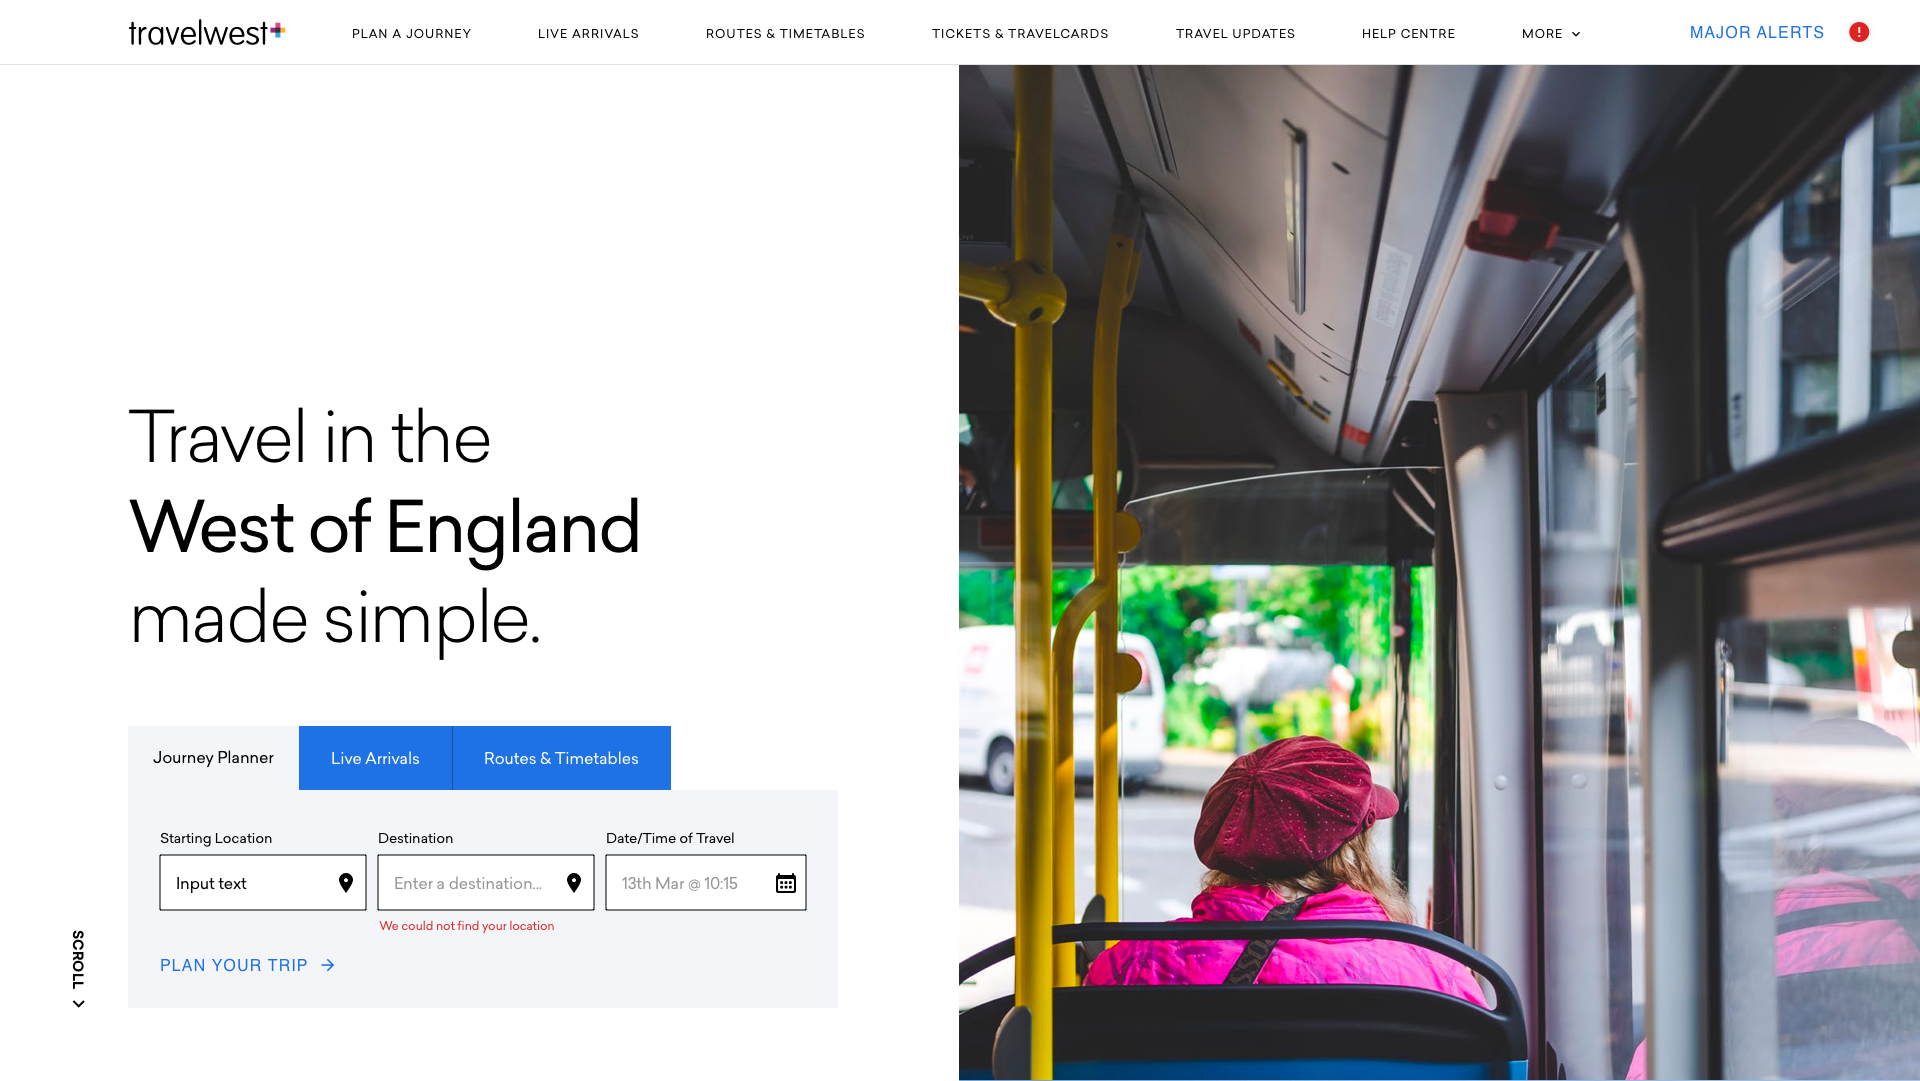 travelwest
PLAN A JOURNEY
LIVE ARRIVALS
ROUTES & TIMETABLES
TICKETS & TRAVELCARDS
TRAVEL UPDATES
HELP CENTRE
MORE
MAJOR ALERTS
Travel in the
West of England
made simple.
Journey Planner
Live Arrivals
Routes & Timetables
Starting Location
Destination
Date/Time of Travel
Input text
Enter a destination...
13th Mar @ 10:15
We could not find your location
PLAN YOUR TRIP
SCROLL